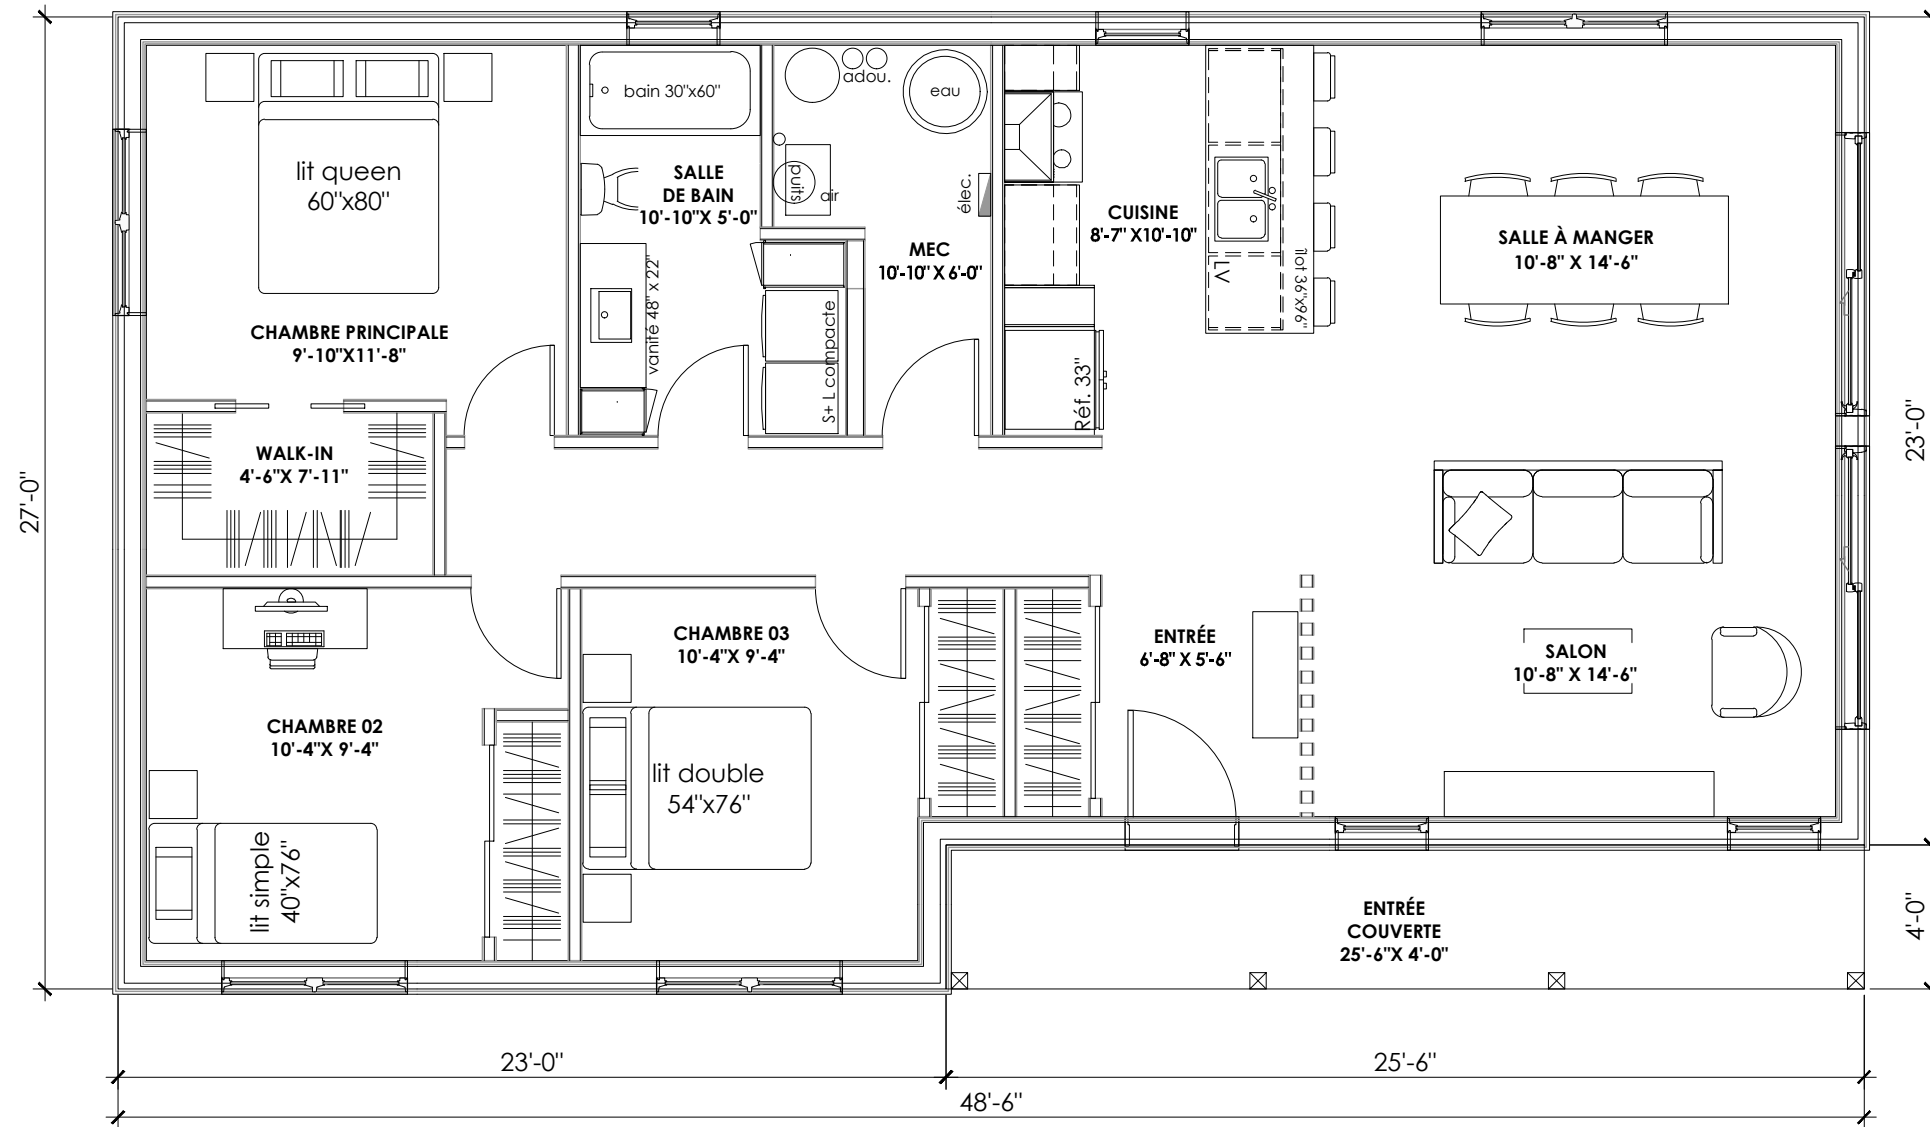 bain 30"x60"
adou.
eau
lit queen
60"x80"
SALLE
DE BAIN
10'-10"X 5'-0"
puits
air
élec.
CUISINE
8'-7" X10'-10"
SALLE À MANGER
10'-8" X 14'-6"
MEC
10'-10" X 6'-0"
LV
îlot 36"x96"
vanité 48" x 22"
CHAMBRE PRINCIPALE
9'-10"X11'-8"
S+ L compacte
Réf. 33"
WALK-IN
4'-6"X 7'-11"
27'-0"
23'-0"
CHAMBRE 03
10'-4"X 9'-4"
ENTRÉE
6'-8" X 5'-6"
SALON
10'-8" X 14'-6"
CHAMBRE 02
10'-4"X 9'-4"
lit double
54"x76"
lit simple
40"x76"
ENTRÉE
COUVERTE
25'-6"X 4'-0"
4'-0"
23'-0"
25'-6"
48'-6"